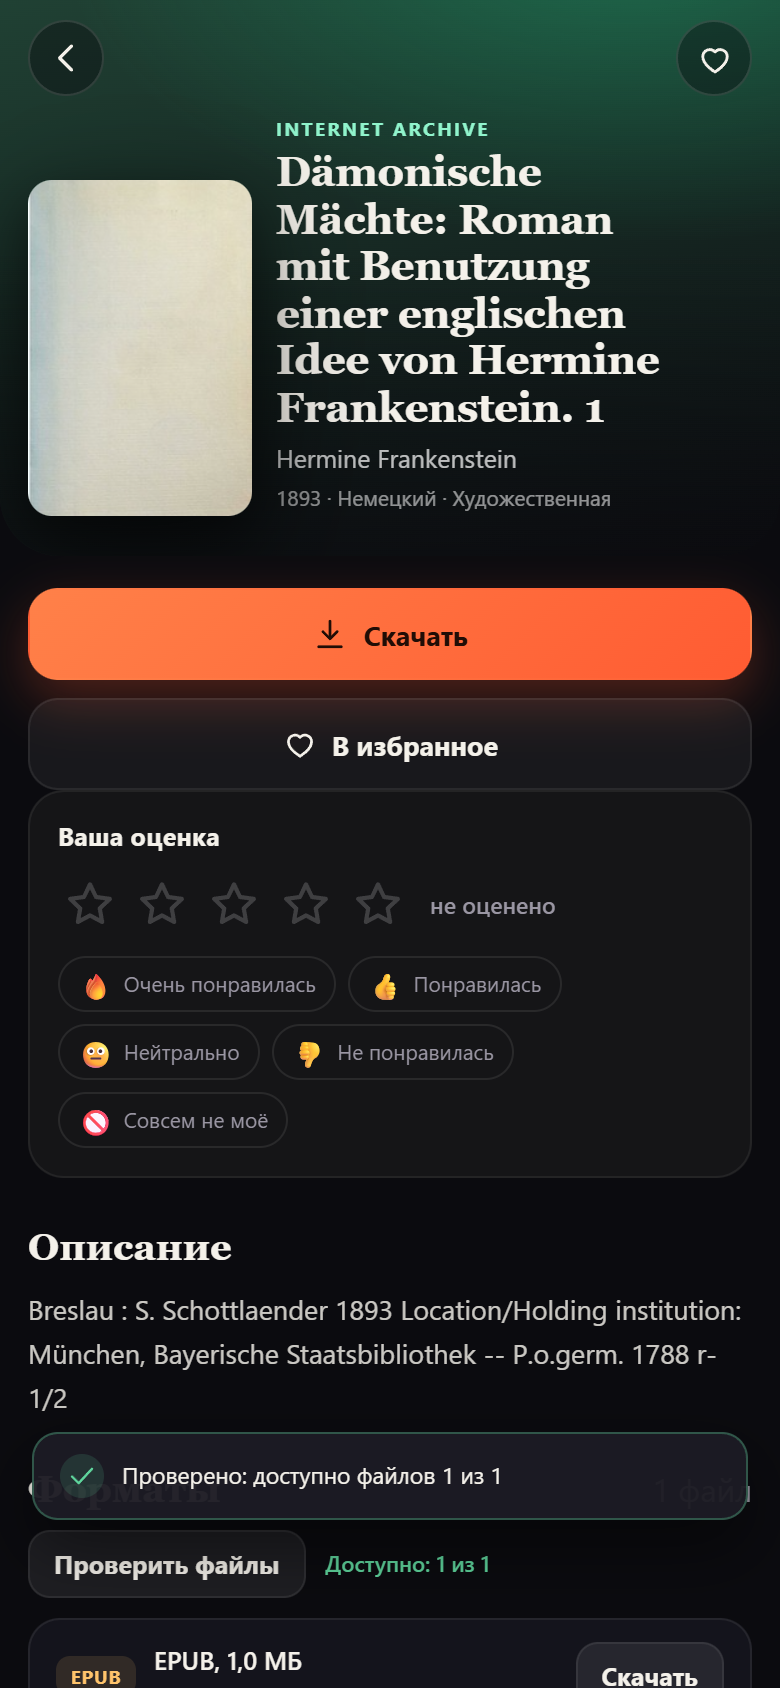 INTERNET ARCHIVE
Dämonische
Mächte: Roman
mit Benutzung
einer englischen
Idee von Hermine
Frankenstein. 1
Hermine Frankenstein
1893 · Немецкий · Художественная
Скачать
В избранное
Ваша оценка
не оценено
Очень понравилась
Понравилась
Нейтрально
Не понравилась
Совсем не моё
Описание
Breslau : S. Schottlaender 1893 Location/Holding institution:
München, Bayerische Staatsbibliothek -- P.o.germ. 1788 r-
1/2
Проверено: доступно файлов 1 из 1
Форматы
1 файл
Проверить файлы
Доступно: 1 из 1
EPUB
EPUB, 1,0 МБ
Скачать